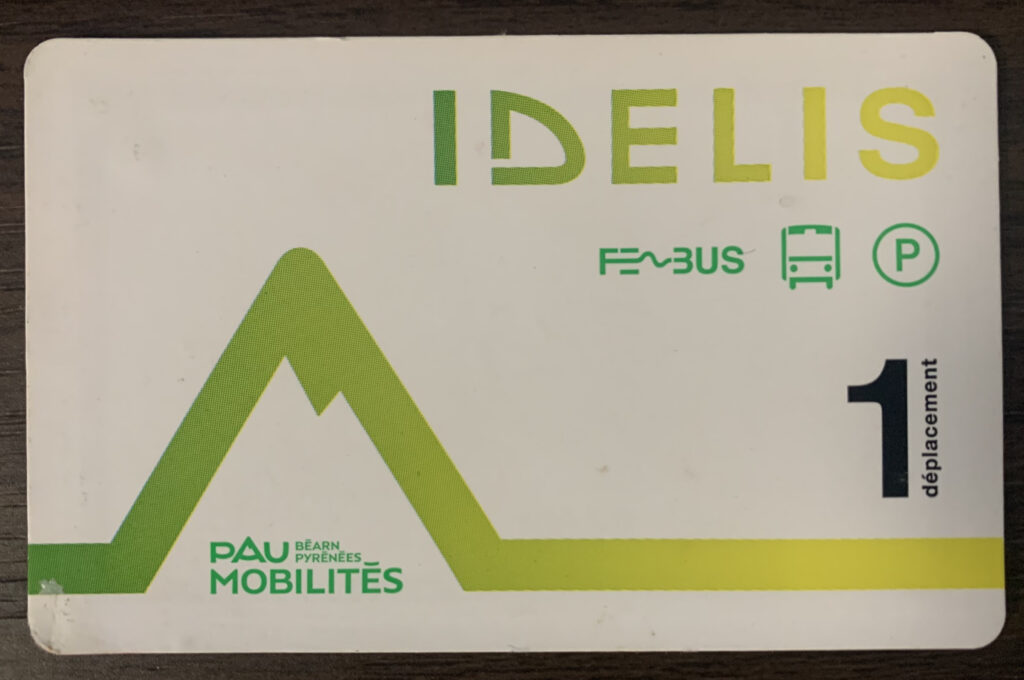 IDELIS
FEBUS
P
1 déplacement
PAU BÉARN
PYRÉNÉES
MOBILITÉS